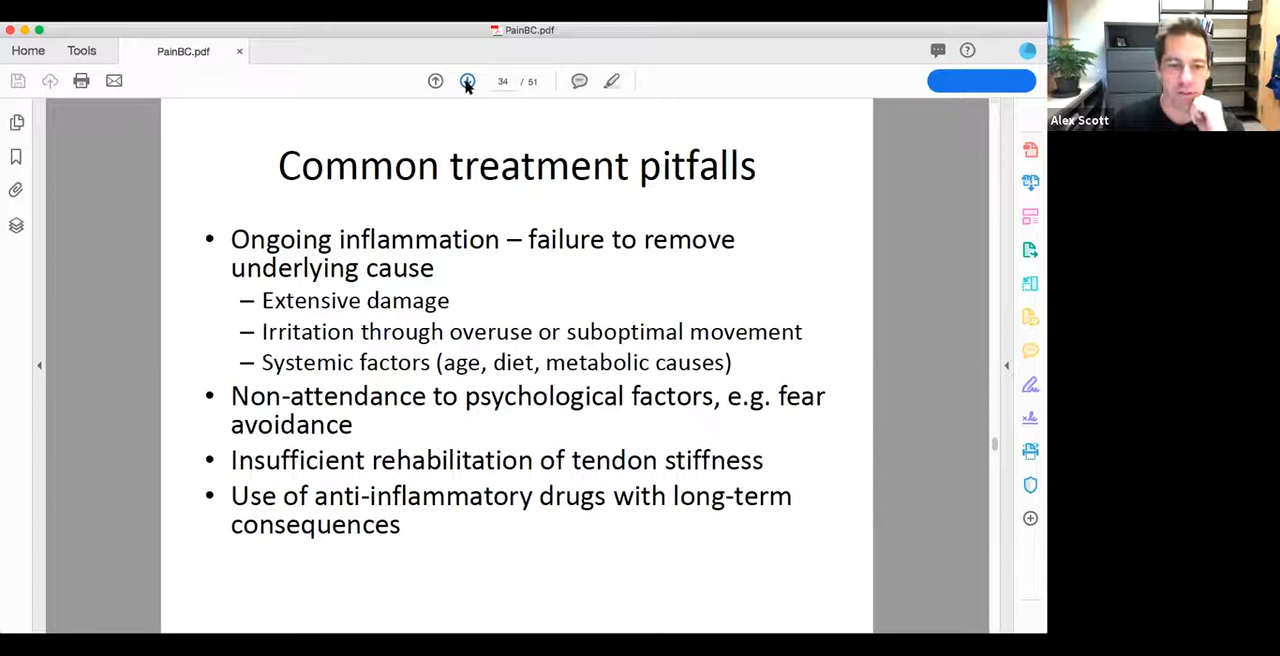 PainBC.pdf
Home
Tools
PainBC.pdf
×
34 / 51
Alex Scott
Common treatment pitfalls
• Ongoing inflammation – failure to remove
underlying cause
– Extensive damage
– Irritation through overuse or suboptimal movement
– Systemic factors (age, diet, metabolic causes)
• Non-attendance to psychological factors, e.g. fear
avoidance
• Insufficient rehabilitation of tendon stiffness
• Use of anti-inflammatory drugs with long-term
consequences